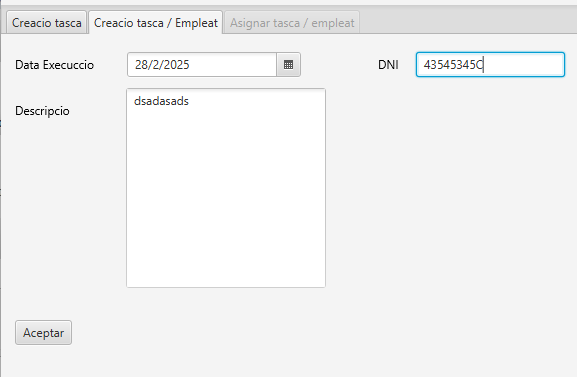 Creacio tasca
Creacio tasca / Empleat
Asignar tasca / empleat
Data Execuccio
28/2/2025
DNI
43545345C
Descripcio
dsadasads
Aceptar